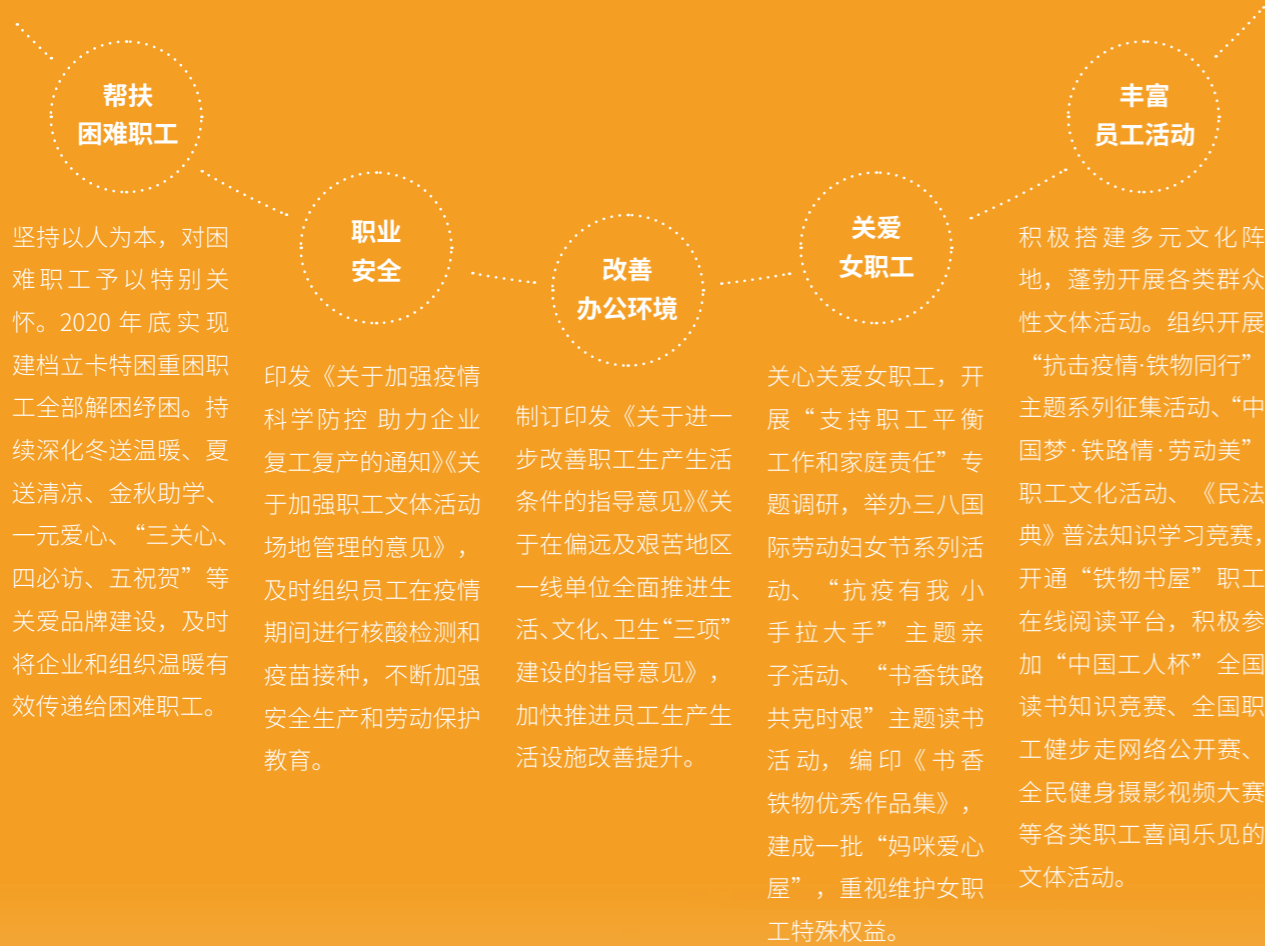 帮扶
困难职工
坚持以人为本，对困
难职工予以特别关
怀。2020 年底实现
建档立卡特困重困职
工全部解困纾困。持
续深化冬送温暖、夏
送清凉、金秋助学、
一元爱心、“三关心、
四必访、五祝贺”等
关爱品牌建设，及时
将企业和组织温暖有
效传递给困难职工。
职业
安全
印发《关于加强疫情
科学防控 助力企业
复工复产的通知》《关
于加强职工文体活动
场地管理的意见》，
及时组织员工在疫情
期间进行核酸检测和
疫苗接种，不断加强
安全生产和劳动保护
教育。
改善
办公环境
制订印发《关于进一
步改善职工生产生活
条件的指导意见》《关
于在偏远及艰苦地区
一线单位全面推进生
活、文化、卫生“三项”
建设的指导意见》，
加快推进员工生产生
活设施改善提升。
关爱
女职工
关心关爱女职工，开
展“支持职工平衡
工作和家庭责任”专
题调研，举办三八国
际劳动妇女节系列活
动、“抗疫有我 小
手拉大手”主题亲
子活动、“书香铁路
共克时艰”主题读书
活动，编印《书香
铁物优秀作品集》，
建成一批“妈咪爱心
屋”，重视维护女职
工特殊权益。
丰富
员工活动
积极搭建多元文化阵
地，蓬勃开展各类群众
性文体活动。组织开展
“抗击疫情·铁物同行”
主题系列征集活动、“中
国梦·铁路情·劳动美”
职工文化活动、《民法
典》普法知识学习竞赛，
开通“铁物书屋”职工
在线阅读平台，积极参
加“中国工人杯”全国
读书知识竞赛、全国职
工健步走网络公开赛、
全民健身摄影视频大赛
等各类职工喜闻乐见的
文体活动。